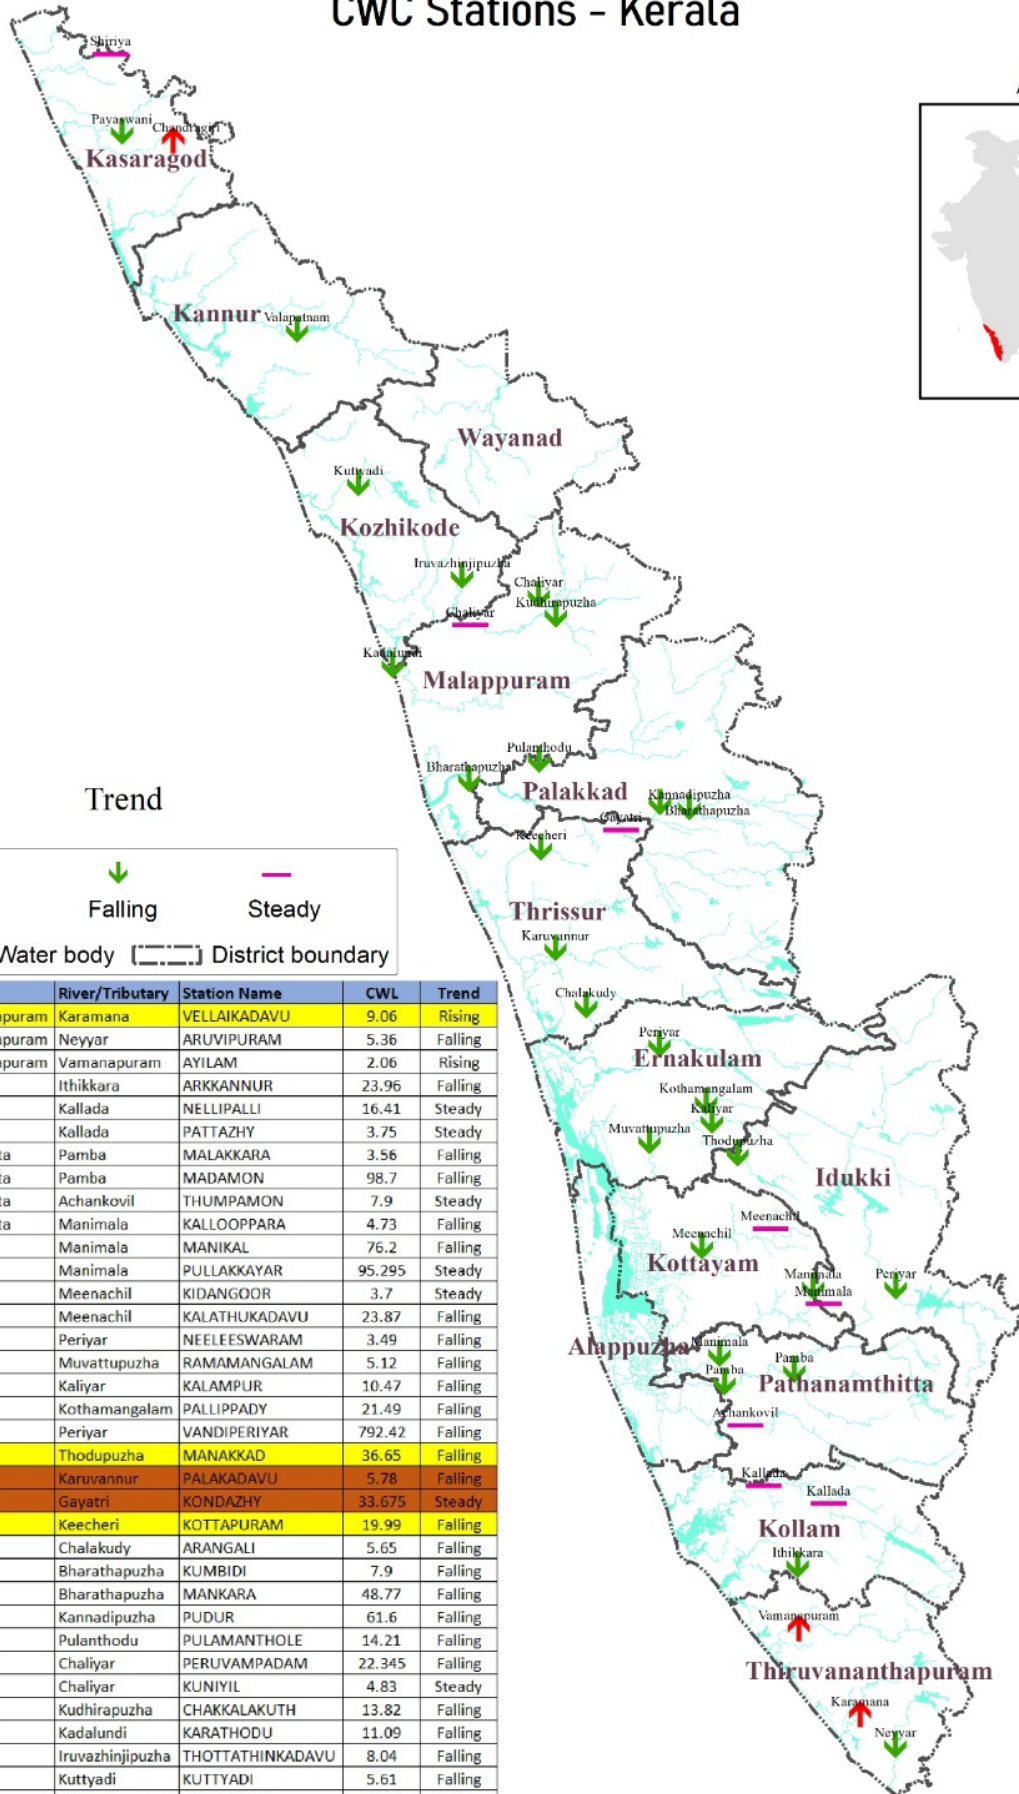 CWC Stations - Kerala
Shiriya
Payaswani
Chandragiri
Kasaragod
Kannur
Valapatnam
Wayanad
Kuttyadi
Kozhikode
Iruvazhinjipuzha
Chaliyar
Kudhirapuzha
Chaliyar
Kadalundi
Malappuram
Pulanthodu
Bharathapuzha
Palakkad
Kannadipuzha
Bharathapuzha
Gayatri
Keecheri
Thrissur
Karuvannur
Chalakudy
Periyar
Ernakulam
Kothamangalam
Kaliyar
Muvattupuzha
Thodupuzha
Idukki
Meenachil
Meenachil
Kottayam
Manimala
Periyar
Manimala
Alappuzha
Manimala
Pamba
Pamba
Pathanamthitta
Achankovil
Kallada
Kallada
Kollam
Ithikkara
Vamanapuram
Thiruvananthapuram
Karamana
Neyyar
Trend
Falling Steady
Water body District boundary
River/Tributary Station Name CWL Trend
apuram Karamana VELLAIKADAVU 9.06 Rising
apuram Neyyar ARUVIPURAM 5.36 Falling
apuram Vamanapuram AYILAM 2.06 Rising
Ithikkara ARKKANNUR 23.96 Falling
Kallada NELLIPALLI 16.41 Steady
Kallada PATTAZHY 3.75 Steady
ta Pamba MALAKKARA 3.56 Falling
ta Pamba MADAMON 98.7 Falling
ta Achankovil THUMPAMON 7.9 Steady
ta Manimala KALLOOPPARA 4.73 Falling
Manimala MANIKAL 76.2 Falling
Manimala PULLAKKAYAR 95.295 Steady
Meenachil KIDANGOOR 3.7 Steady
Meenachil KALATHUKADAVU 23.87 Falling
Periyar NEELEESWARAM 3.49 Falling
Muvattupuzha RAMAMANGALAM 5.12 Falling
Kaliyar KALAMPUR 10.47 Falling
Kothamangalam PALLIPPADY 21.49 Falling
Periyar VANDIPERIYAR 792.42 Falling
Thodupuzha MANAKKAD 36.65 Falling
Karuvannur PALAKADAVU 5.78 Falling
Gayatri KONDAZHY 33.675 Steady
Keecheri KOTTAPURAM 19.99 Falling
Chalakudy ARANGALI 5.65 Falling
Bharathapuzha KUMBIDI 7.9 Falling
Bharathapuzha MANKARA 48.77 Falling
Kannadipuzha PUDUR 61.6 Falling
Pulanthodu PULAMANTHOLE 14.21 Falling
Chaliyar PERUVAMPADAM 22.345 Falling
Chaliyar KUNIYIL 4.83 Steady
Kudhirapuzha CHAKKALAKUTH 13.82 Falling
Kadalundi KARATHODU 11.09 Falling
Iruvazhinjipuzha THOTTATHINKADAVU 8.04 Falling
Kuttyadi KUTTYADI 5.61 Falling